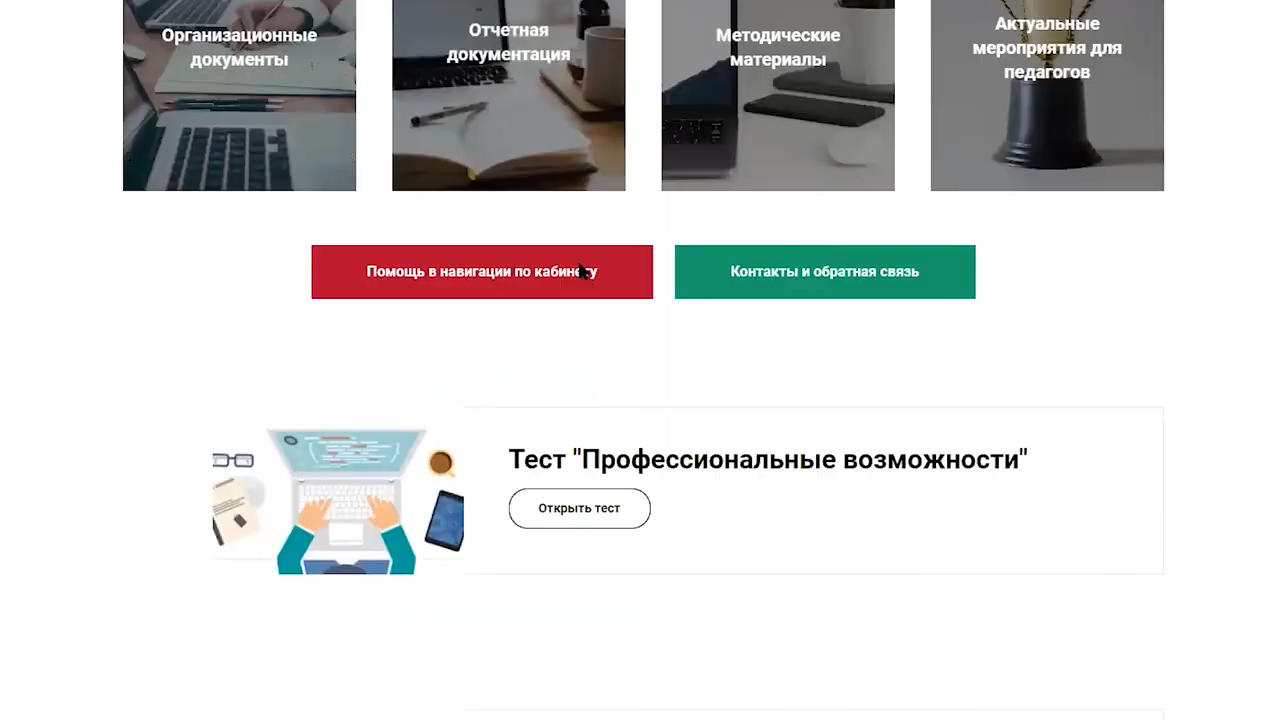 Организационные
документы
Отчетная
документация
Методические
материалы
Актуальные
мероприятия для
педагогов
Помощь в навигации по кабинету
Контакты и обратная связь
Тест "Профессиональные возможности"
Открыть тест